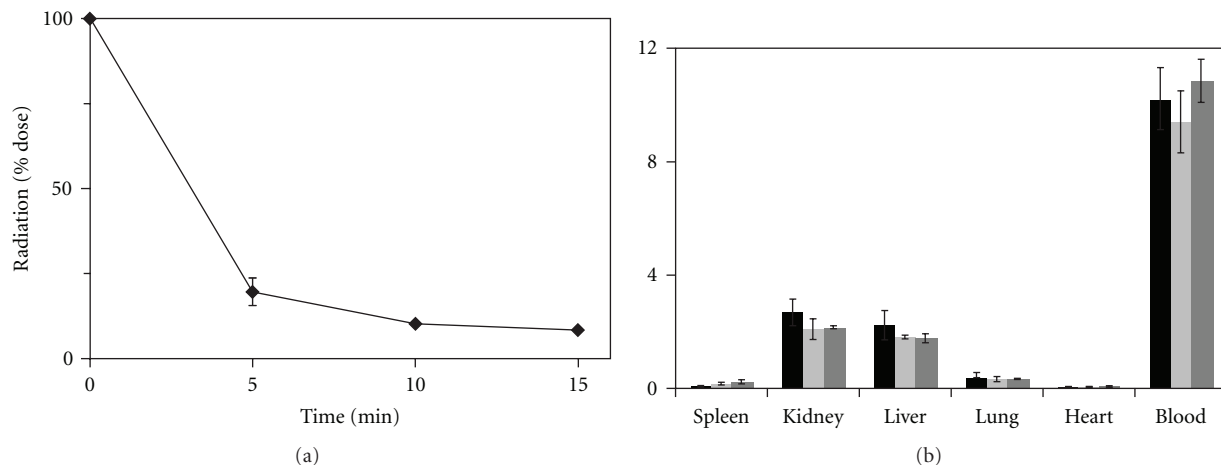 100
50
0
Radiation (% dose)
0 5 10 15
Time (min)
(a)
12
8
4
0
Spleen Kidney Liver Lung Heart Blood
(b)